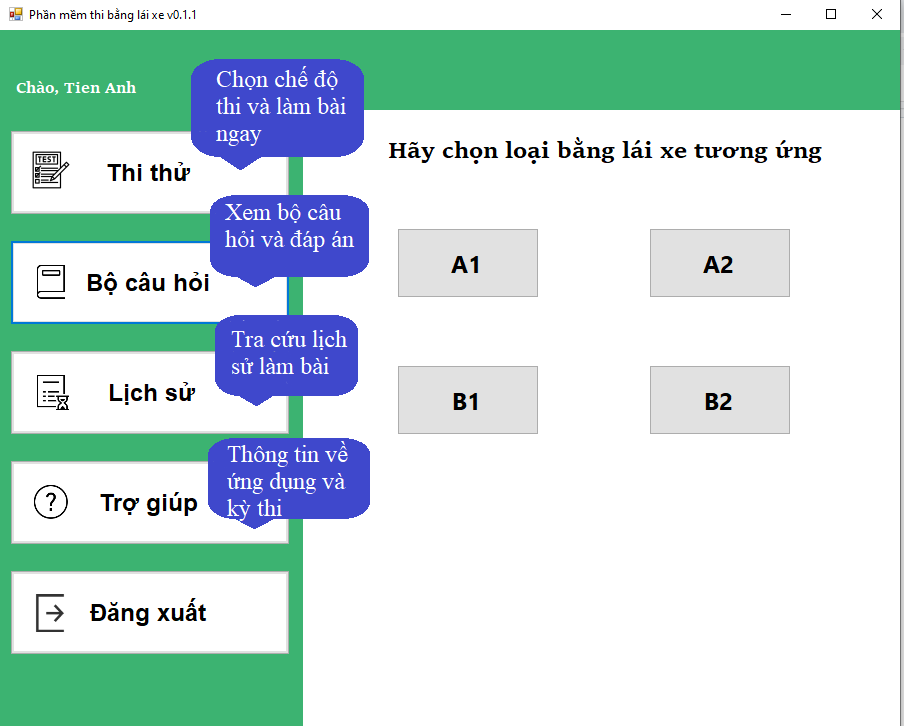 Phần mềm thi bằng lái xe v0.1.1
Chào, Tien Anh
Chọn chế độ
thi và làm bài
ngay
TEST
Thi thử
Xem bộ câu
hỏi và đáp án
Bộ câu hỏi
Tra cứu lịch
sử làm bài
Lịch sử
Thông tin về
ứng dụng và
kỳ thi
?
Trợ giúp
Đăng xuất
Hãy chọn loại bằng lái xe tương ứng
A1
A2
B1
B2